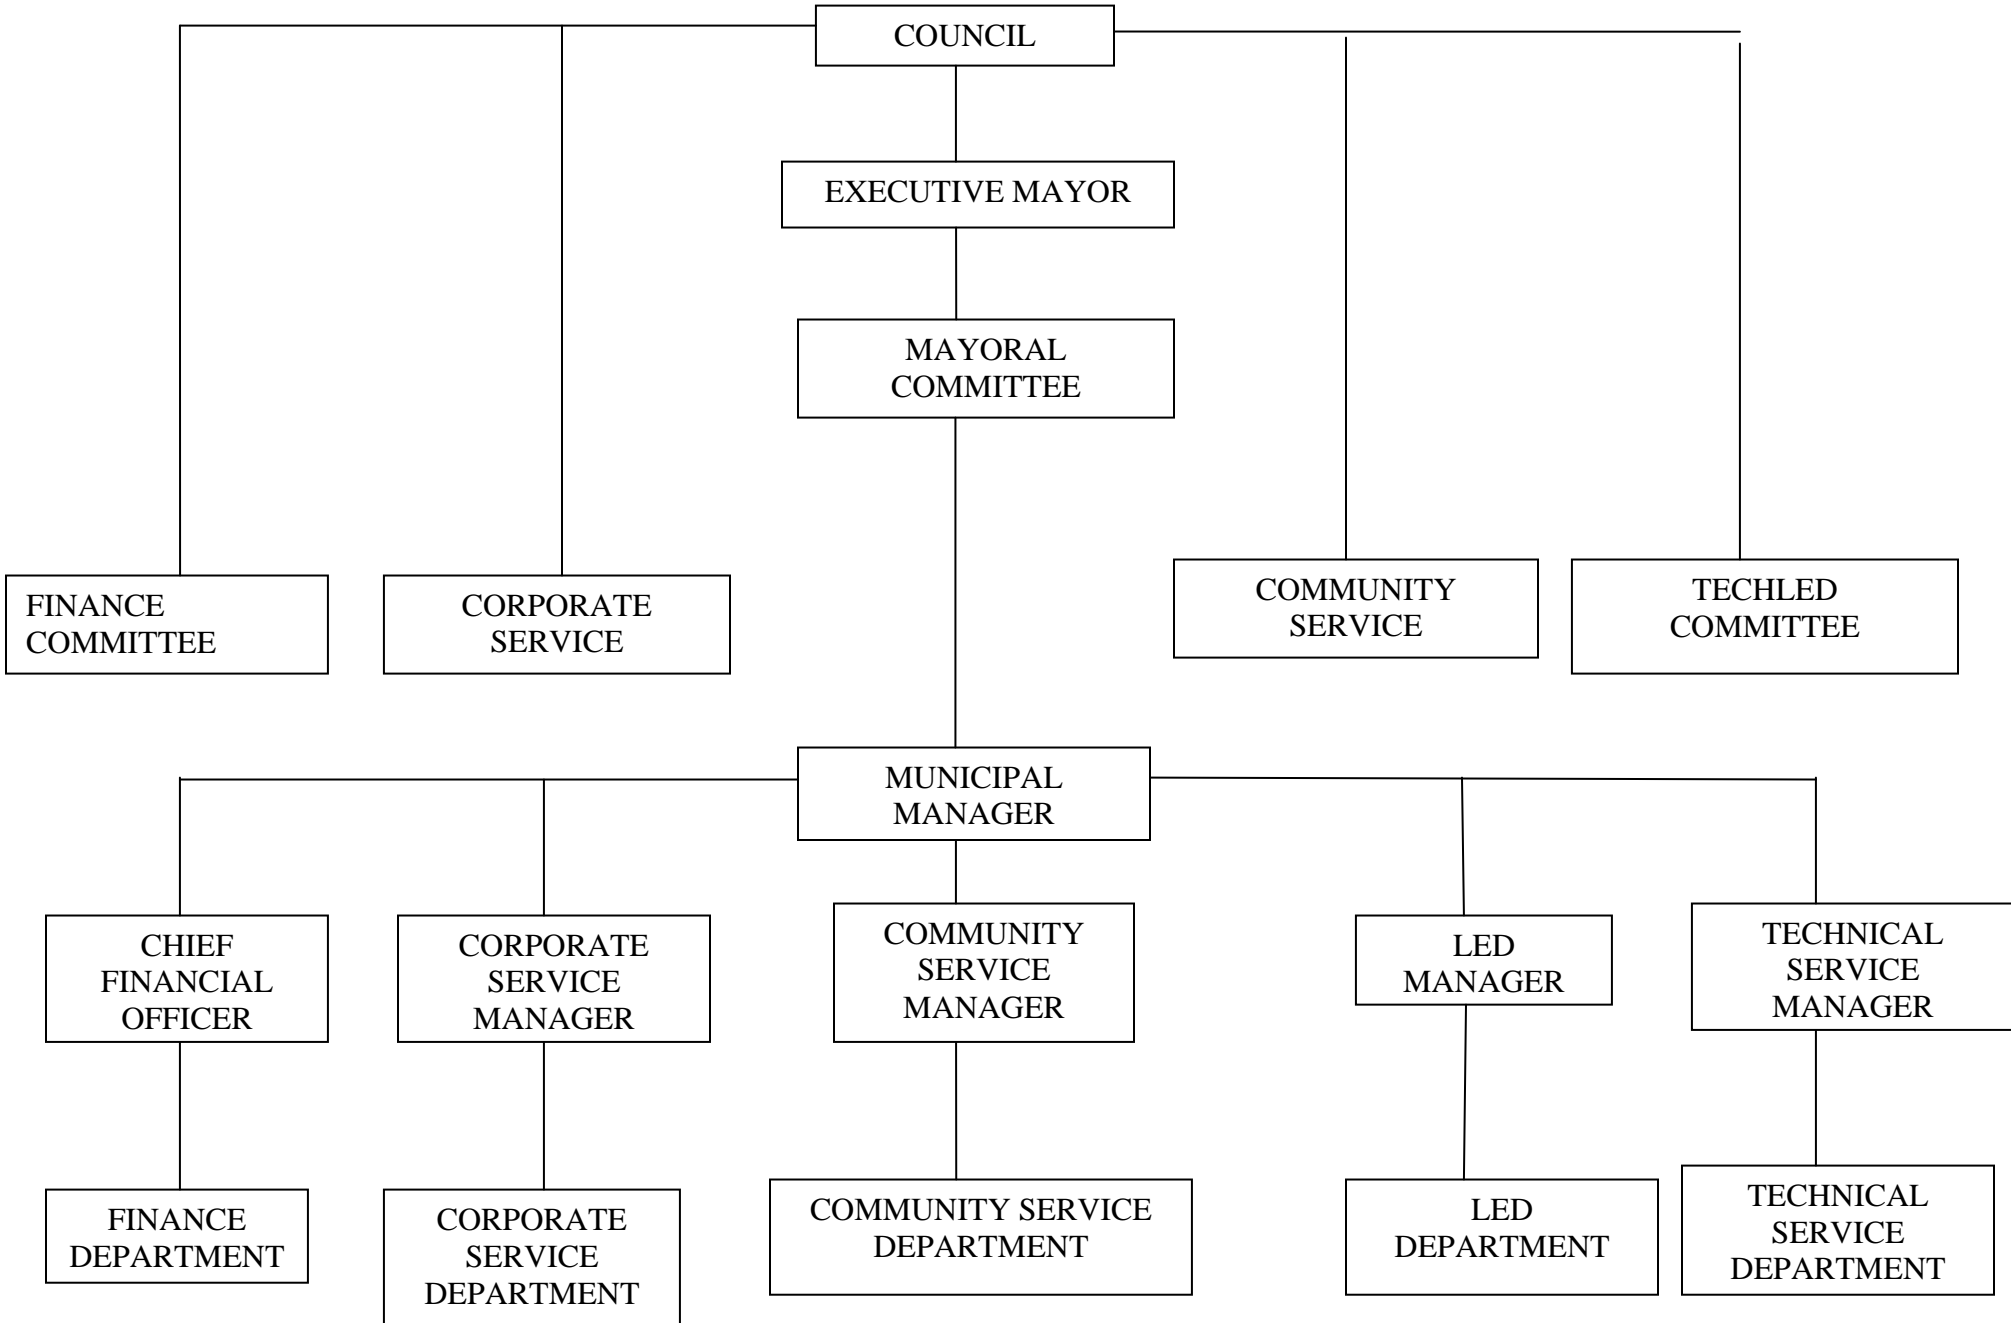 COUNCIL
EXECUTIVE MAYOR
MAYORAL
COMMITTEE
FINANCE
COMMITTEE
CORPORATE
SERVICE
COMMUNITY
SERVICE
TECHLED
COMMITTEE
MUNICIPAL
MANAGER
CHIEF
FINANCIAL
OFFICER
CORPORATE
SERVICE
MANAGER
COMMUNITY
SERVICE
MANAGER
LED
MANAGER
TECHNICAL
SERVICE
MANAGER
FINANCE
DEPARTMENT
CORPORATE
SERVICE
DEPARTMENT
COMMUNITY SERVICE
DEPARTMENT
LED
DEPARTMENT
TECHNICAL
SERVICE
DEPARTMENT